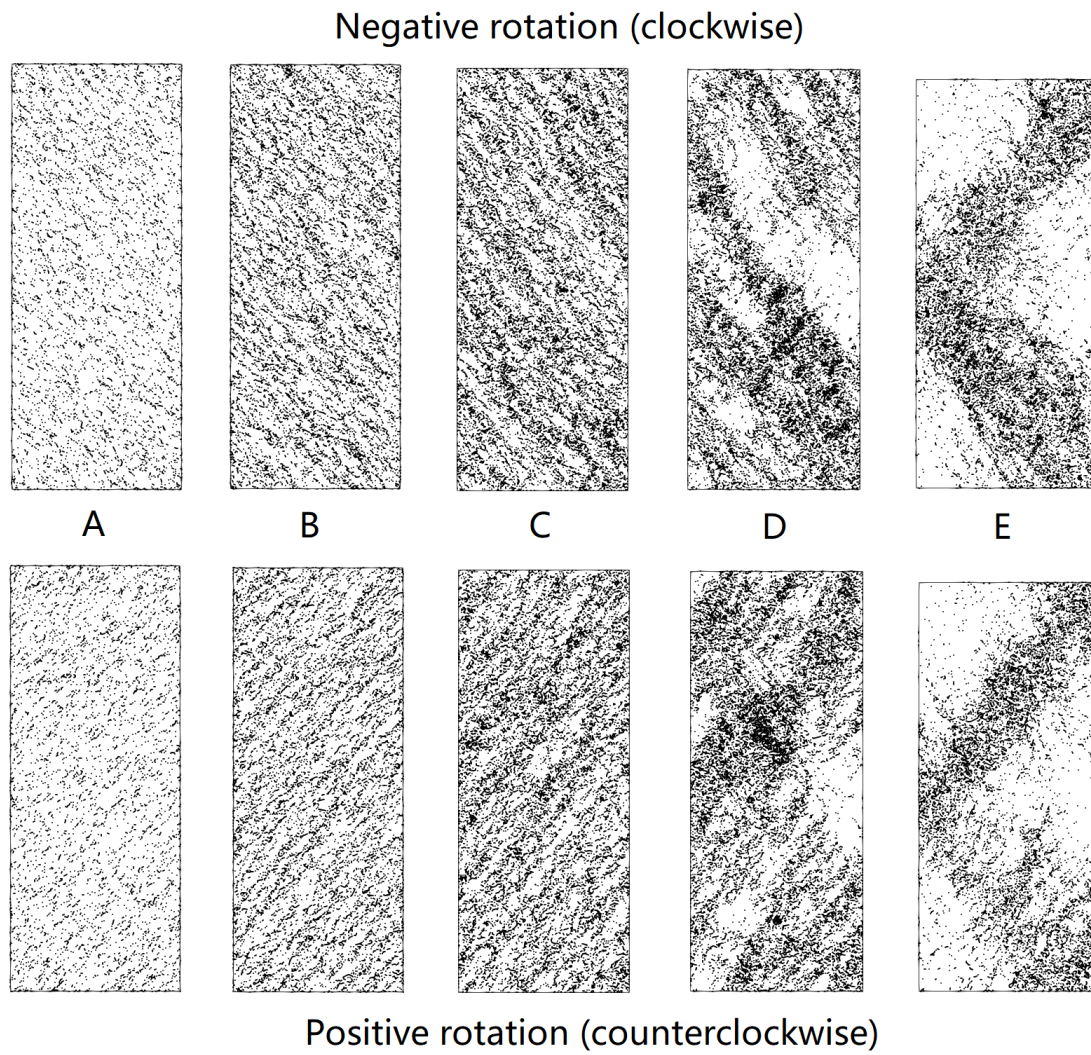 Negative rotation (clockwise)
A B C D E
Positive rotation (counterclockwise)